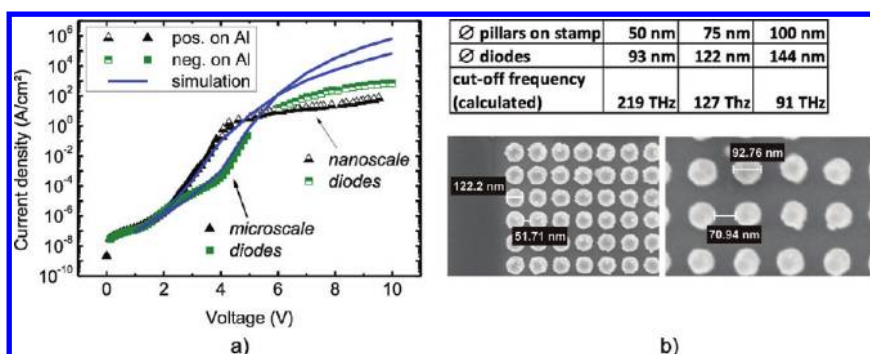 10^6
10^4
10^2
10^0
10^-2
10^-4
10^-6
10^-8
10^-10
Current density (A/cm²)
pos. on Al
neg. on Al
simulation
nanoscale
diodes
microscale
diodes
0 2 4 6 8 10
Voltage (V)
a)
Ø pillars on stamp 50 nm 75 nm 100 nm
Ø diodes 93 nm 122 nm 144 nm
cut-off frequency
(calculated) 219 THz 127 Thz 91 THz
122.2 nm
51.71 nm
92.76 nm
70.94 nm
b)